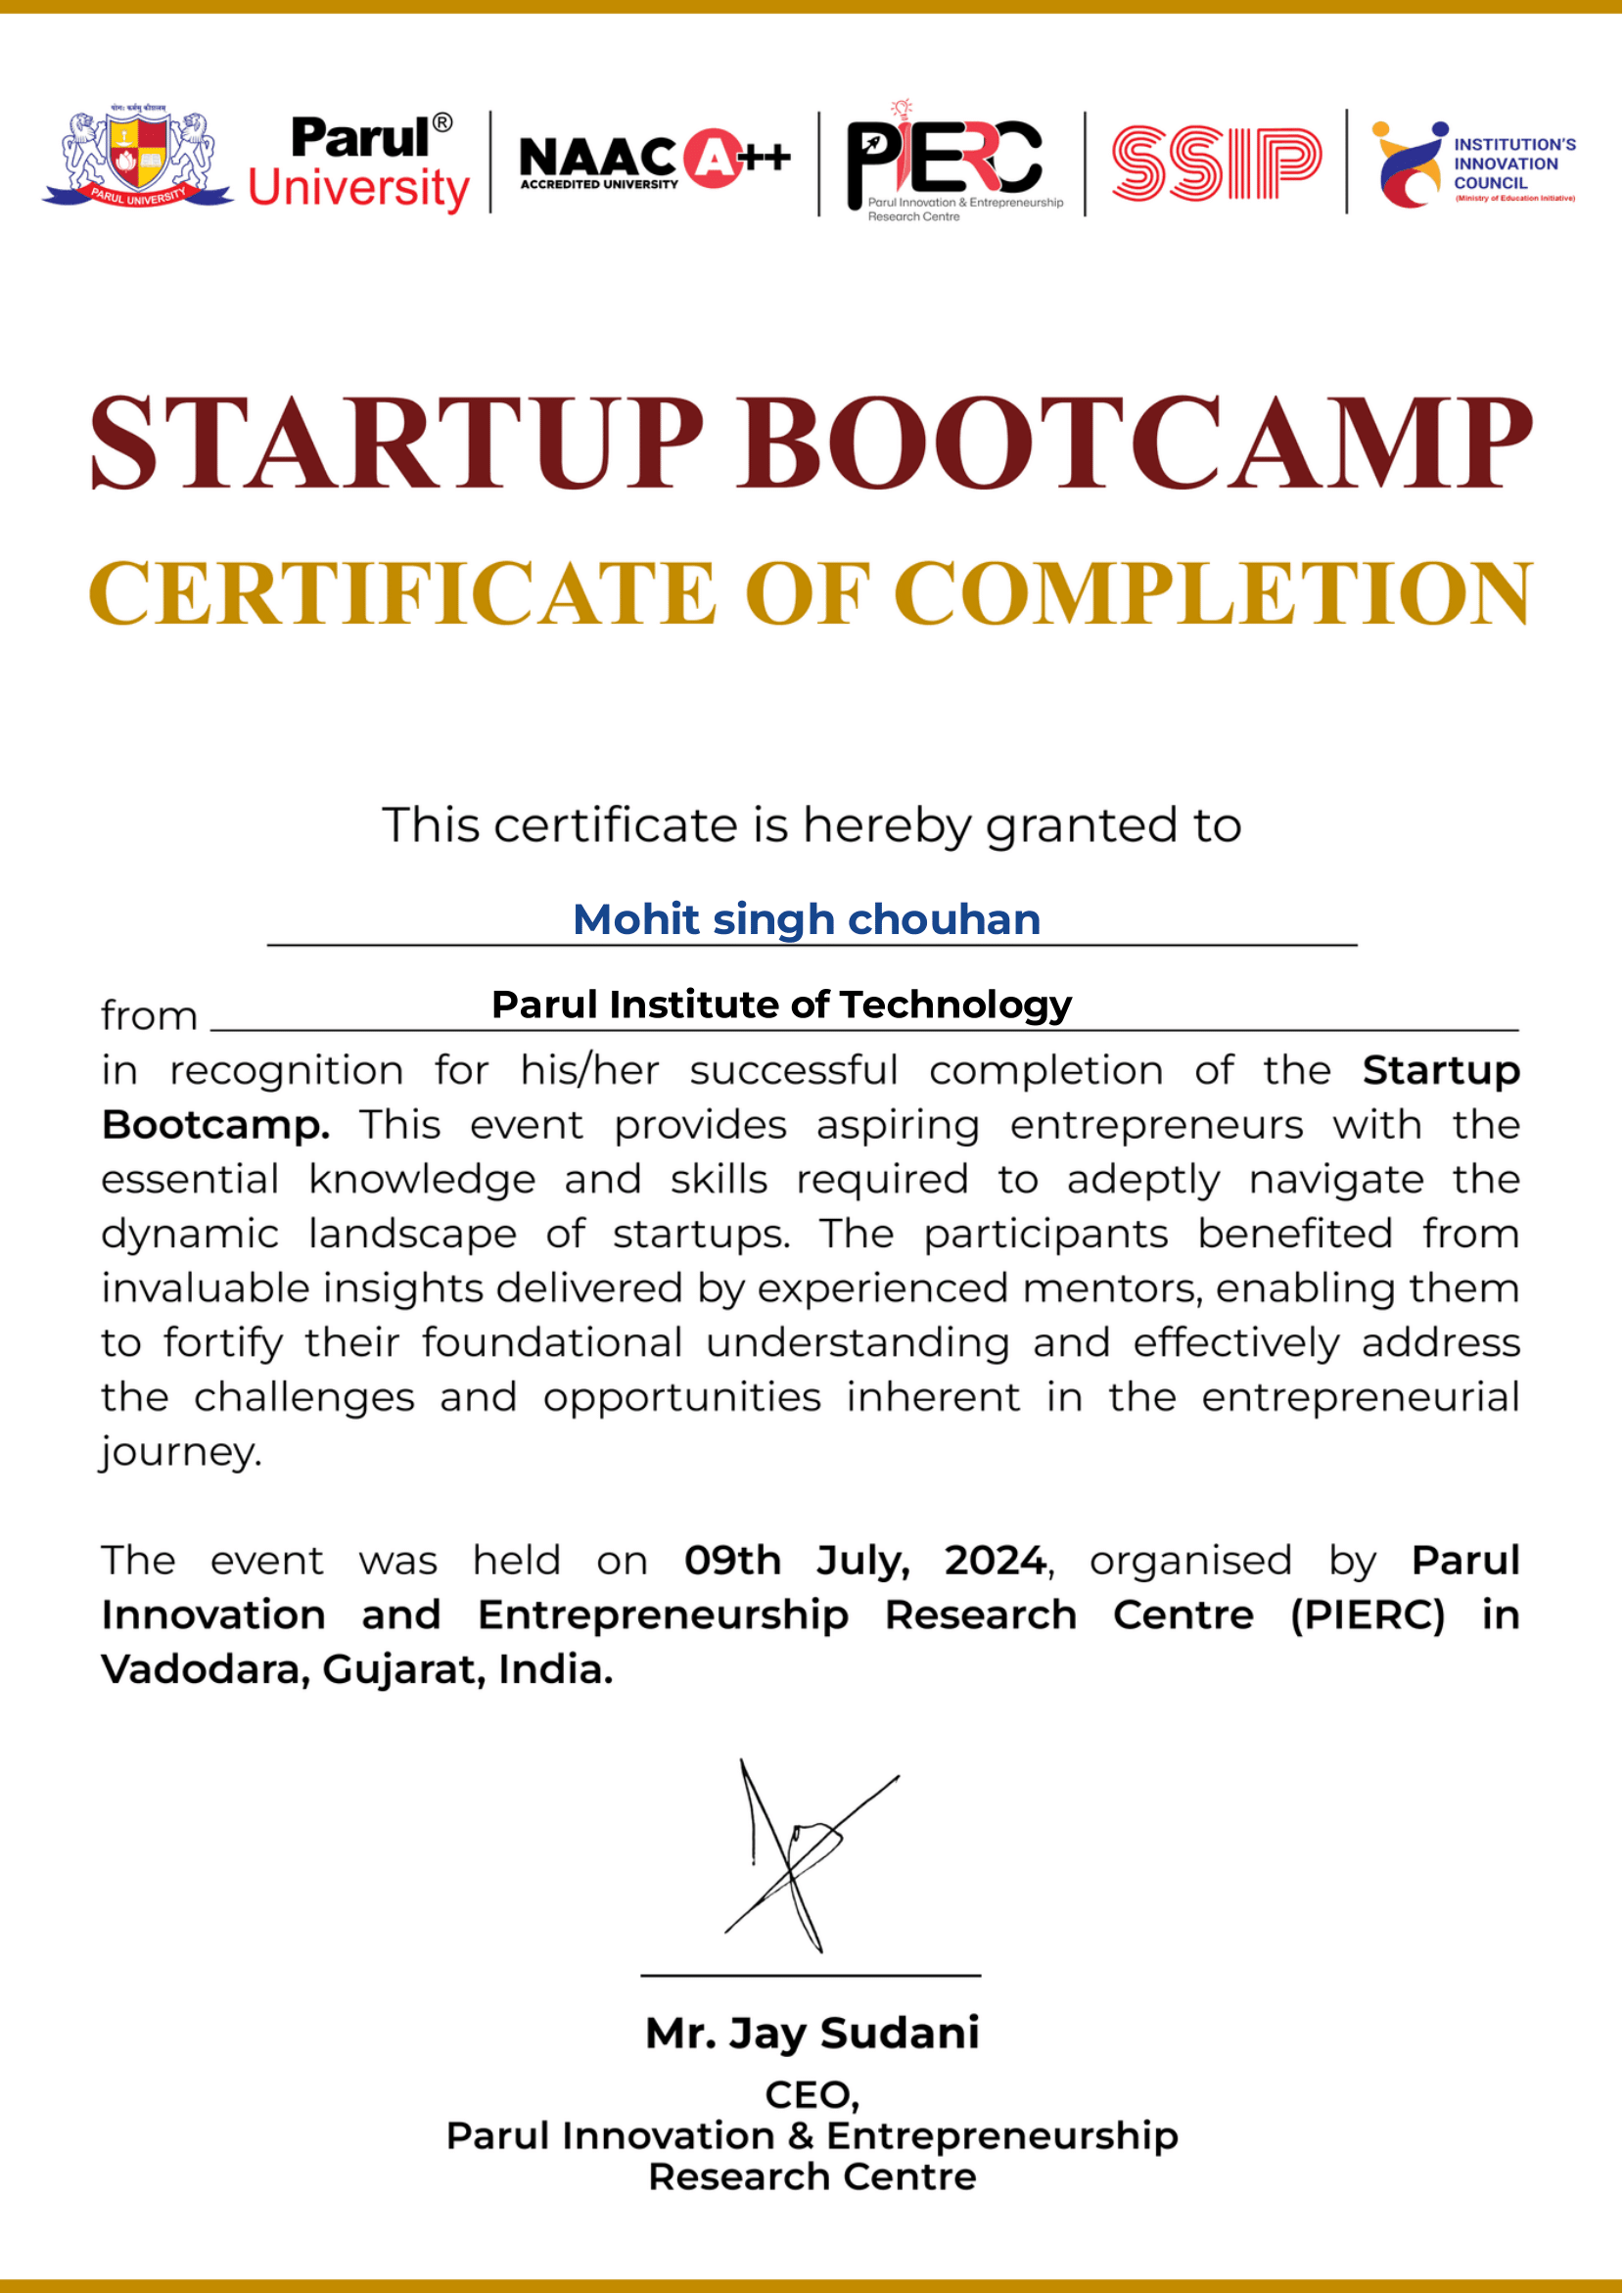 योगः कर्मसु कौशलम्
PARUL UNIVERSITY
Parul®
University
NAAC A++
ACCREDITED UNIVERSITY
PIERC
Parul Innovation & Entrepreneurship
Research Centre
SSIP
INSTITUTION'S
INNOVATION
COUNCIL
(Ministry of Education Initiative)
STARTUP BOOTCAMP
CERTIFICATE OF COMPLETION
This certificate is hereby granted to
Mohit singh chouhan
from Parul Institute of Technology
in recognition for his/her successful completion of the Startup
Bootcamp. This event provides aspiring entrepreneurs with the
essential knowledge and skills required to adeptly navigate the
dynamic landscape of startups. The participants benefited from
invaluable insights delivered by experienced mentors, enabling them
to fortify their foundational understanding and effectively address
the challenges and opportunities inherent in the entrepreneurial
journey.
The event was held on 09th July, 2024, organised by Parul
Innovation and Entrepreneurship Research Centre (PIERC) in
Vadodara, Gujarat, India.
Mr. Jay Sudani
CEO,
Parul Innovation & Entrepreneurship
Research Centre